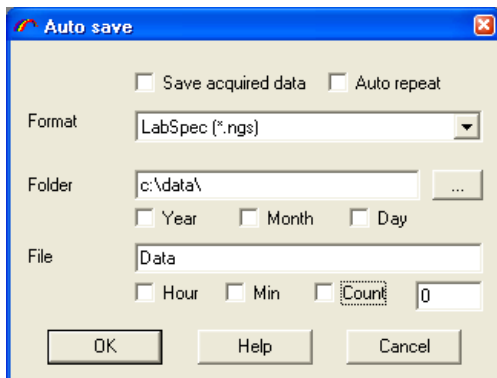 Auto save
Save acquired data Auto repeat
Format LabSpec (*.ngs)
Folder c:\data\ ...
Year Month Day
File Data
Hour Min Count 0
OK Help Cancel